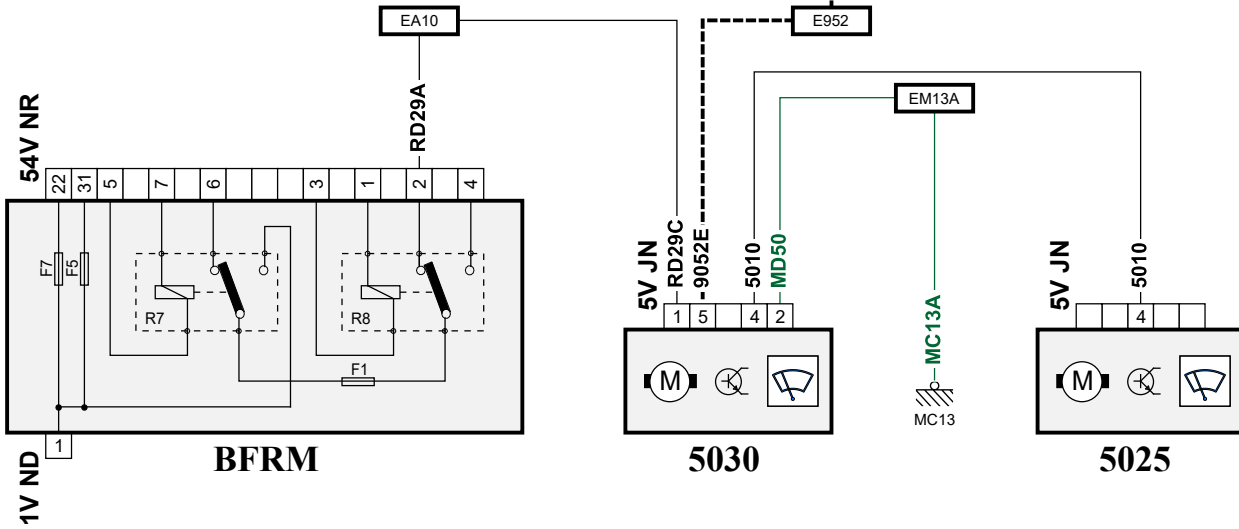 EA10
E952
EM13A
54V NR
RD29A
22 31 5 7 6 3 1 2 4
F7
F5
R7
R8
F1
1
1V ND
BFRM
5V JN
RD29C
9052E
5010
MD50
1 5 4 2
M
5030
MC13A
MC13
5V JN
5010
4
M
5025